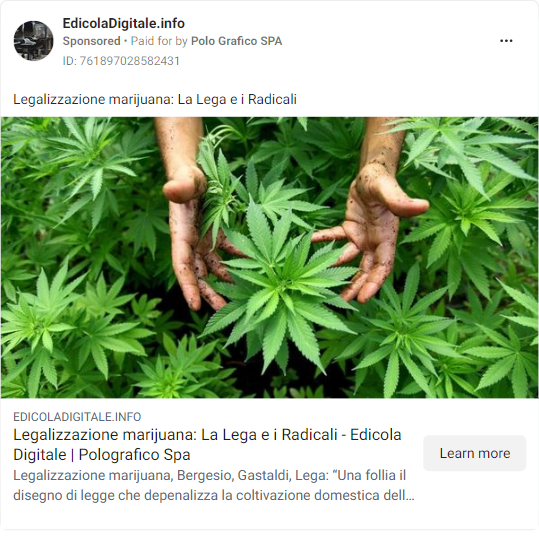 EdicolaDigitale.info
Sponsored • Paid for by Polo Grafico SPA
ID: 761897028582431
Legalizzazione marijuana: La Lega e i Radicali
EDICOLADIGITALE.INFO
Legalizzazione marijuana: La Lega e i Radicali - Edicola
Digitale | Polografico Spa
Legalizzazione marijuana, Bergesio, Gastaldi, Lega: “Una follia il
disegno di legge che depenalizza la coltivazione domestica dell...
Learn more